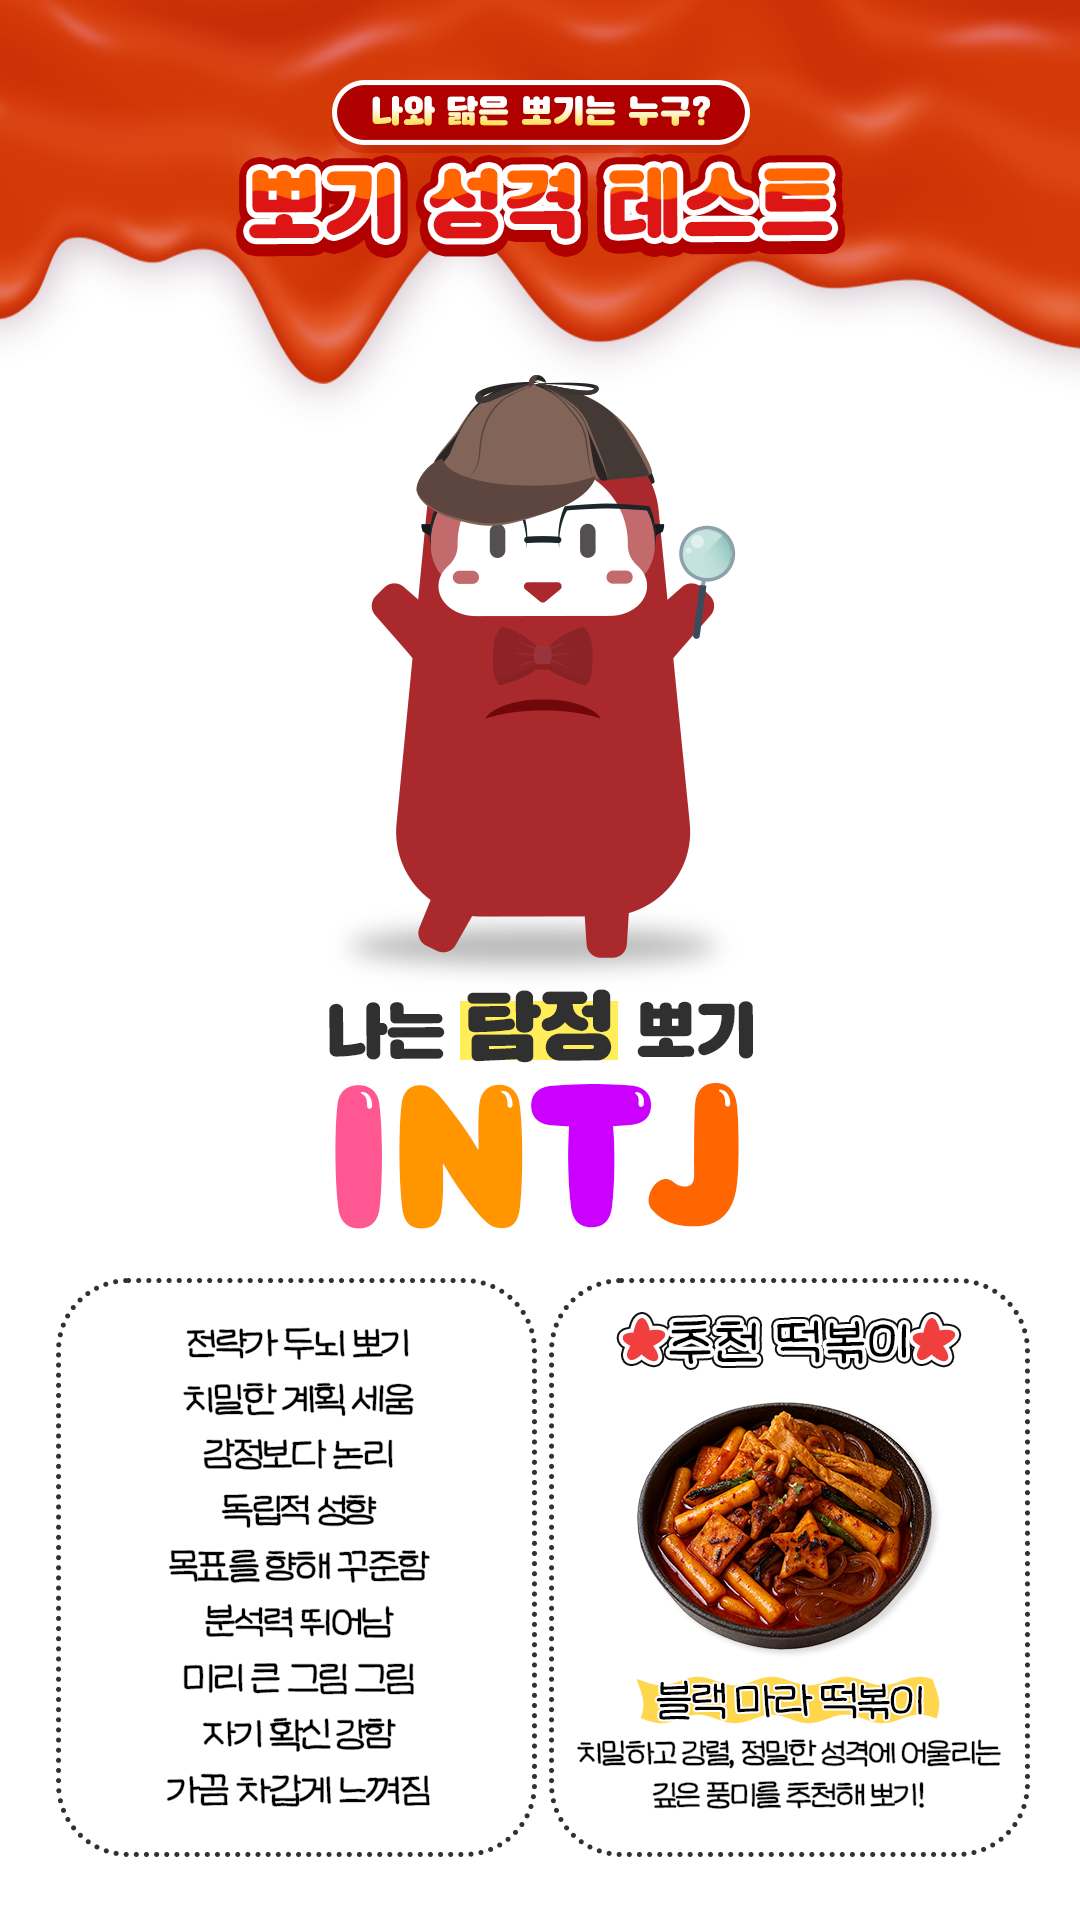 나와 닮은 뽀기는 누구?
뽀기 성격 테스트
나는 탐정 뽀기
INTJ
전략가 두뇌 뽀기
치밀한 계획 세움
감정보다 논리
독립적 성향
목표를 향해 꾸준함
분석력 뛰어남
미리 큰 그림 그림
자기 확신 강함
가끔 차갑게 느껴짐
추천 떡볶이
블랙 마라 떡볶이
치밀하고 강렬, 정밀한 성격에 어울리는
깊은 풍미를 추천해 뽀기!